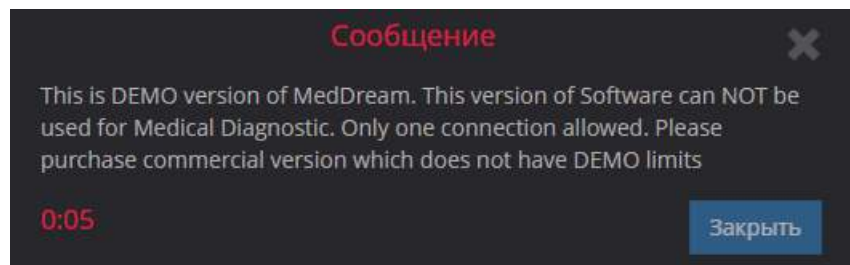 Сообщение
This is DEMO version of MedDream. This version of Software can NOT be
used for Medical Diagnostic. Only one connection allowed. Please
purchase commercial version which does not have DEMO limits
0:05
Закрыть